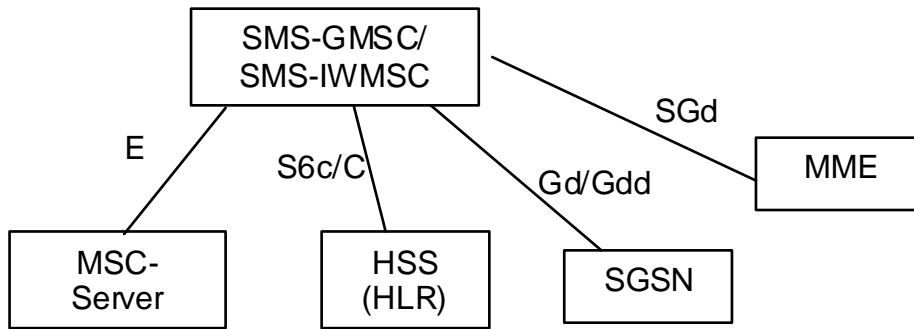 SMS-GMSC/
SMS-IWMSC
SGd
E
S6c/C
Gd/Gdd
MME
MSC-
Server
HSS
(HLR)
SGSN